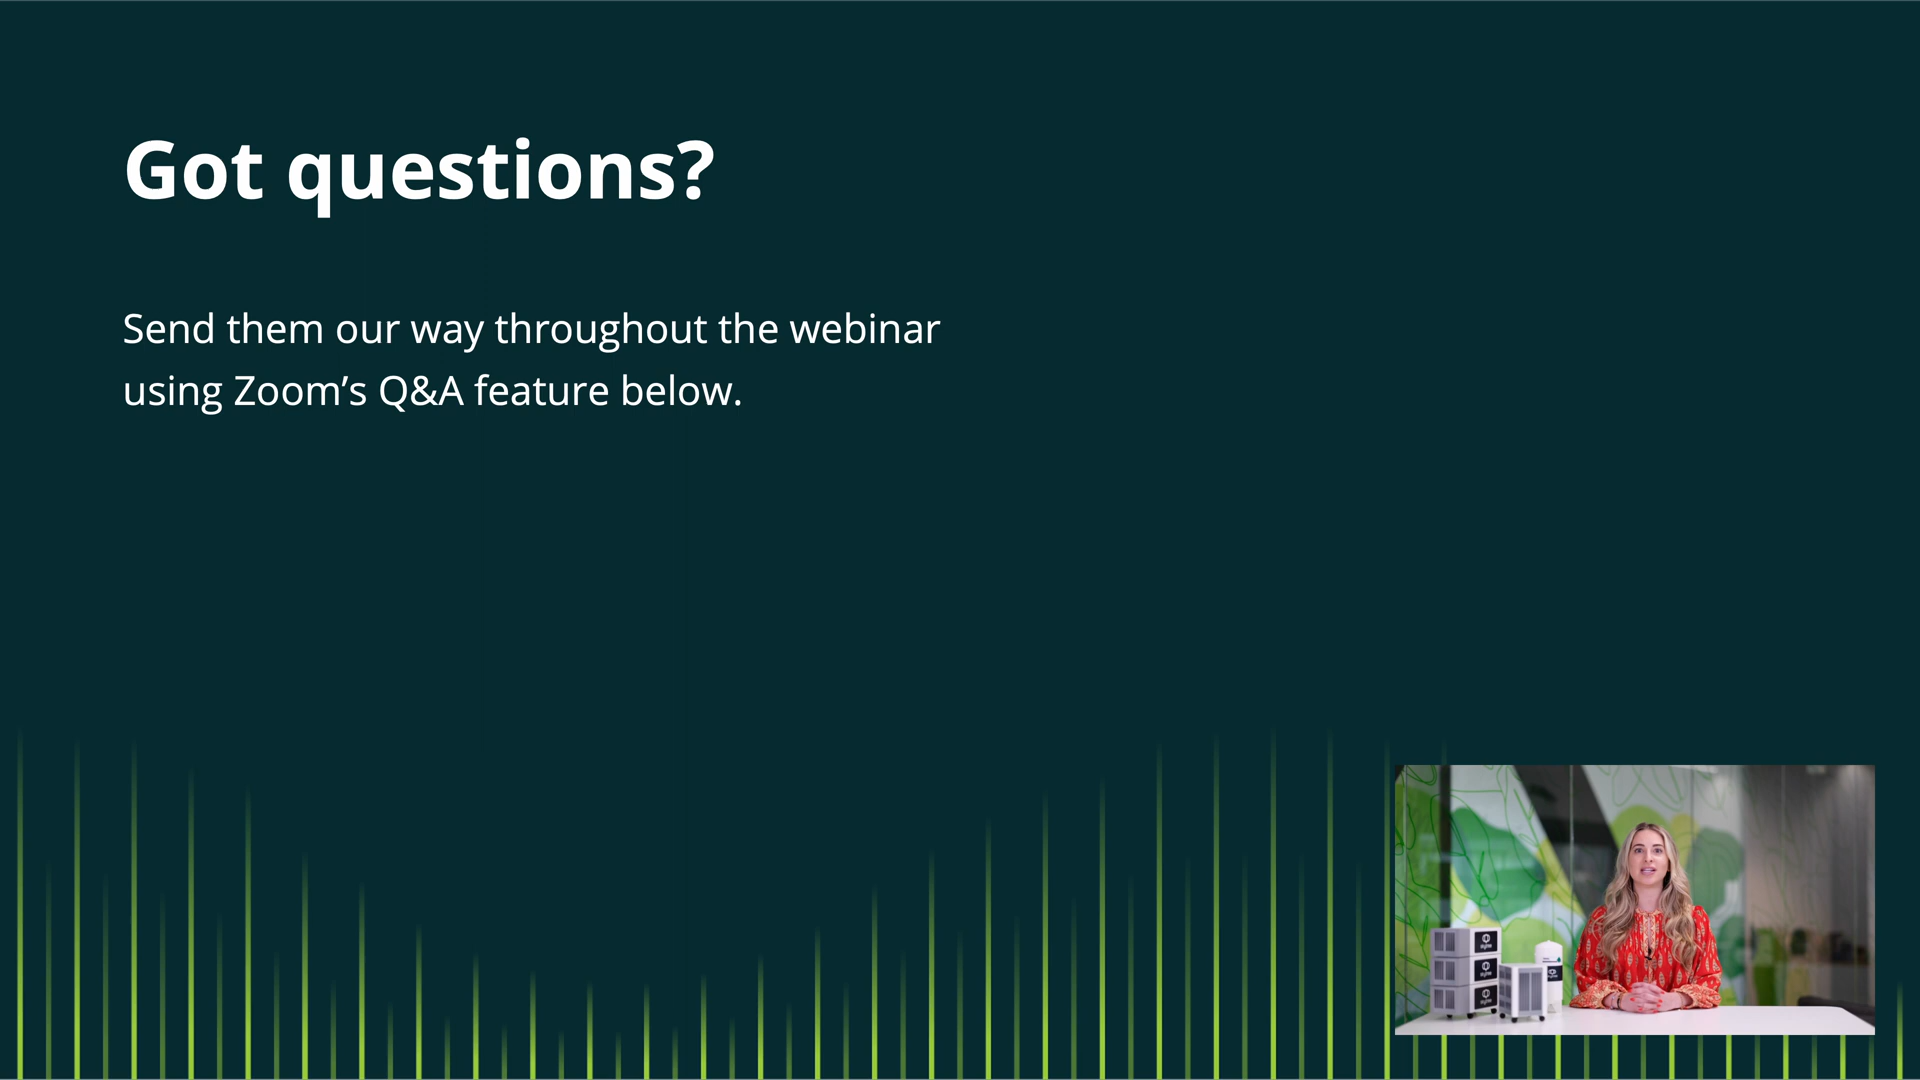 Got questions?
Send them our way throughout the webinar
using Zoom’s Q&A feature below.